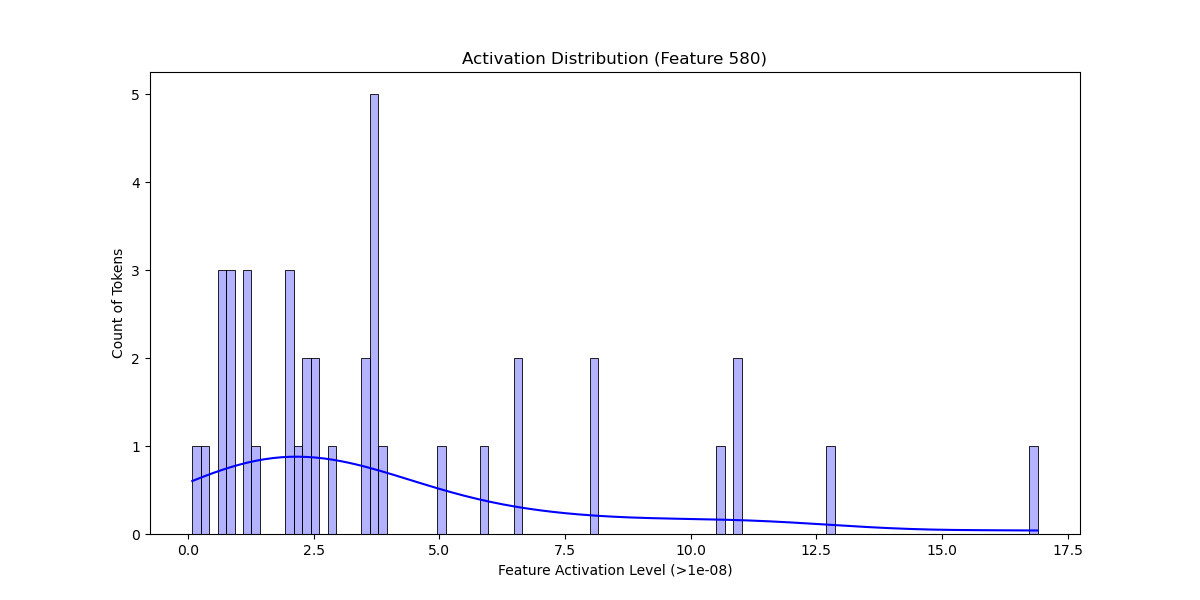 Activation Distribution (Feature 580)
5
4
3
2
1
0
Count of Tokens
0.0 2.5 5.0 7.5 10.0 12.5 15.0 17.5
Feature Activation Level (>1e-08)